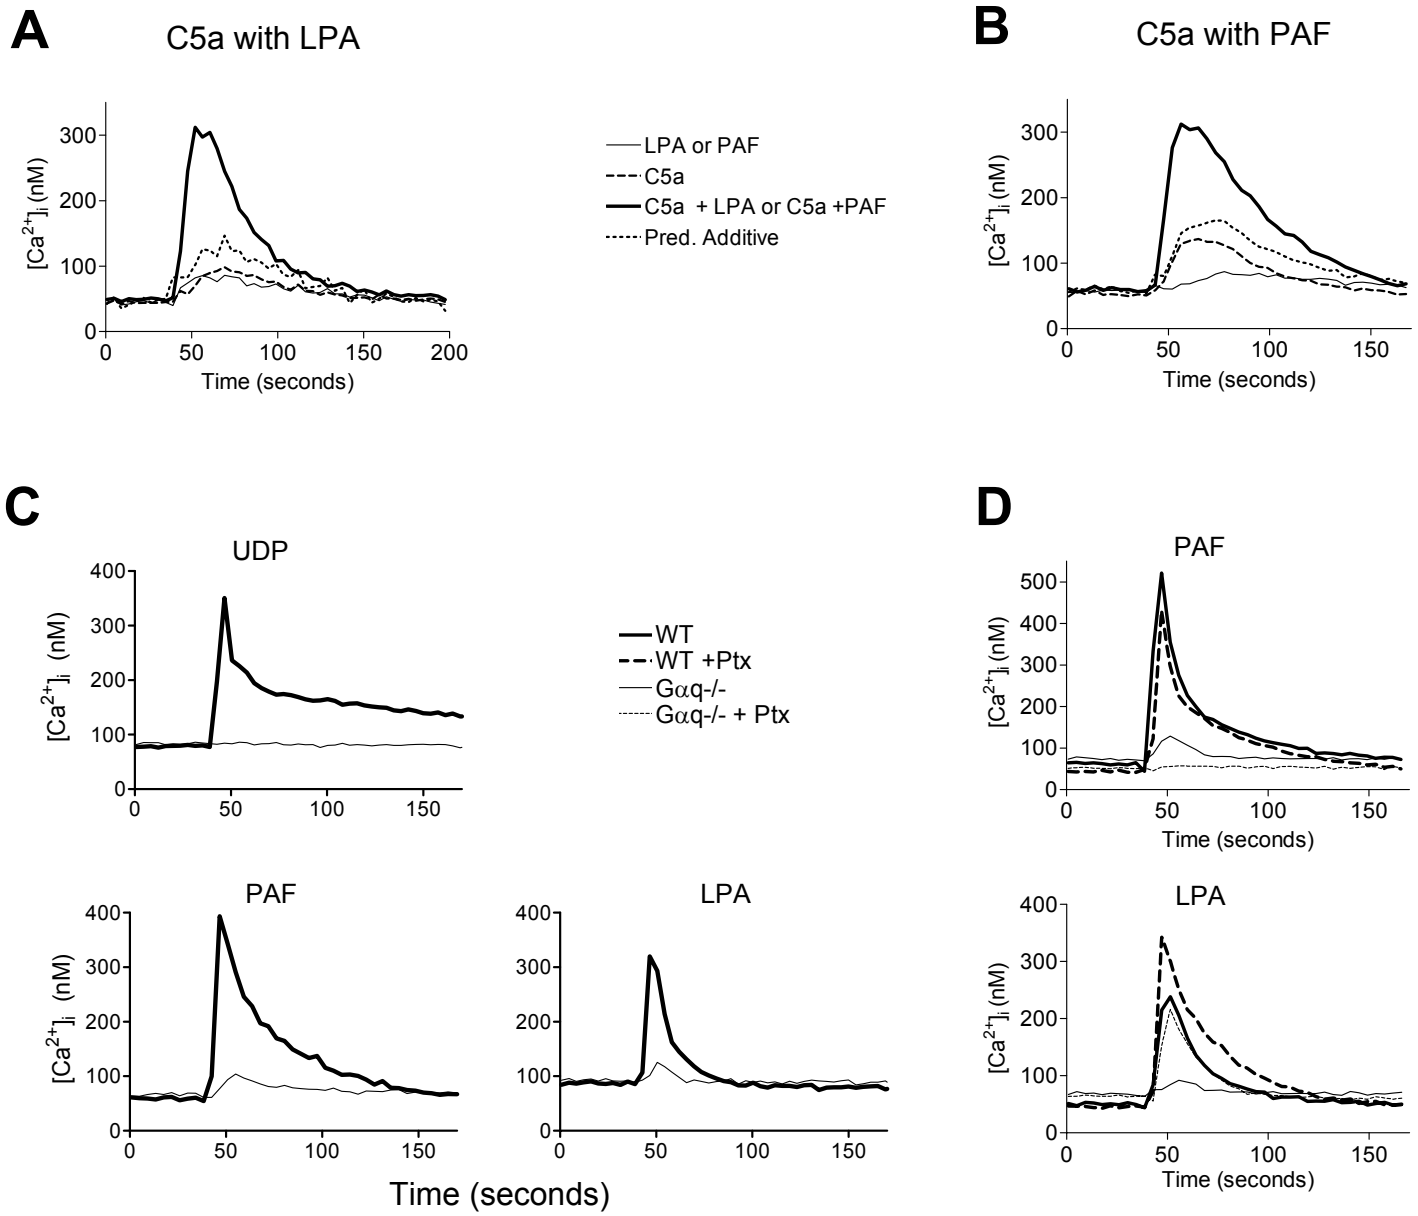 A
C5a with LPA
B
C5a with PAF
[Ca2+]i (nM)
300
200
100
0
0 50 100 150 200
Time (seconds)
LPA or PAF
C5a
C5a + LPA or C5a +PAF
Pred. Additive
[Ca2+]i (nM)
300
200
100
0
0 50 100 150
Time (seconds)
C
UDP
[Ca2+]i (nM)
400
300
200
100
0
0 50 100 150
WT
WT +Ptx
Gαq-/-
Gαq-/- + Ptx
D
PAF
[Ca2+]i (nM)
500
400
300
200
100
0
0 50 100 150
Time (seconds)
PAF
[Ca2+]i (nM)
400
300
200
100
0
0 50 100 150
LPA
400
300
200
100
0
0 50 100 150
Time (seconds)
LPA
[Ca2+]i (nM)
400
300
200
100
0
0 50 100 150
Time (seconds)